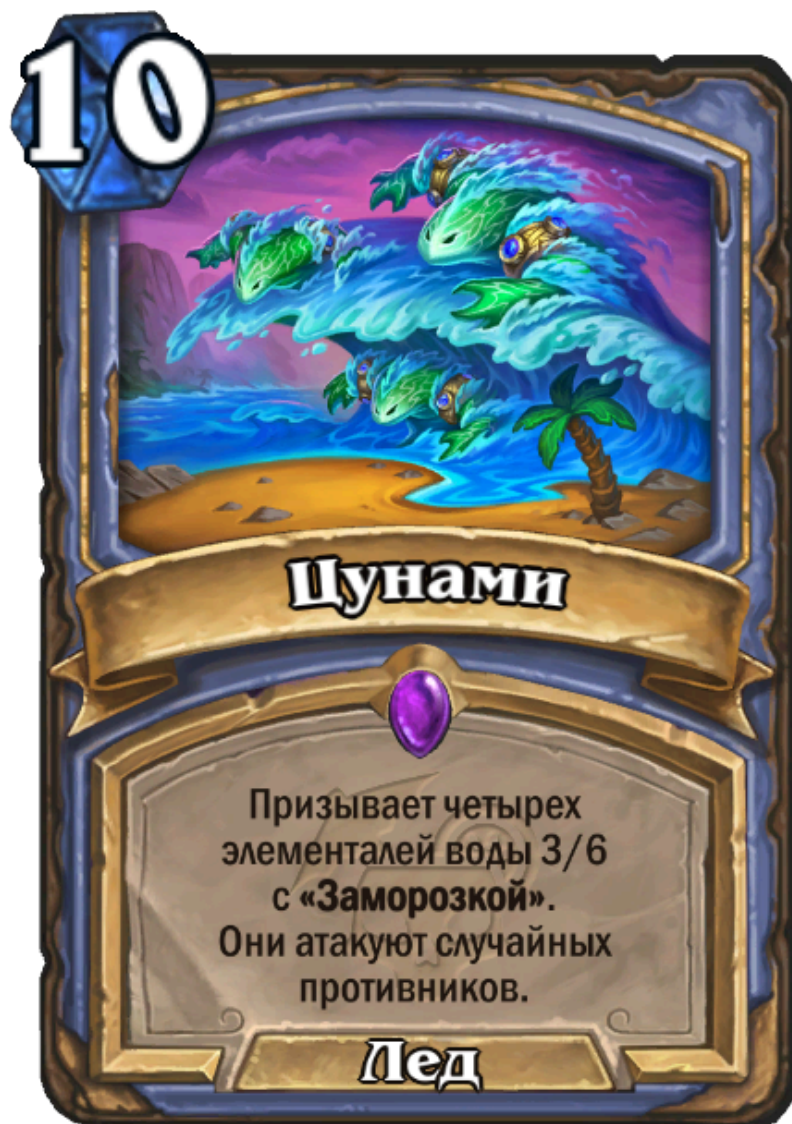 10
Цунами
Призывает четырех
элементалей воды 3/6
с «Заморозкой».
Они атакуют случайных
противников.
Лед